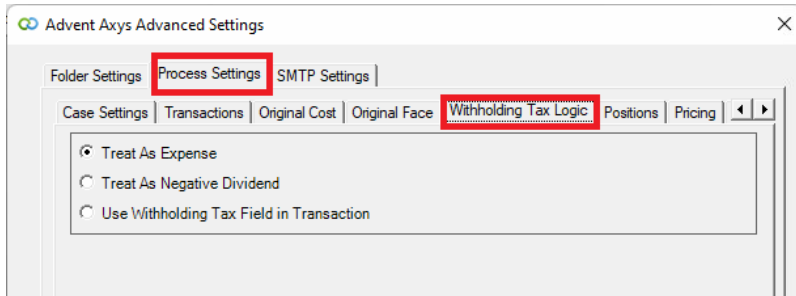 Advent Axys Advanced Settings
Folder Settings Process Settings SMTP Settings
Case Settings Transactions Original Cost Original Face Withholding Tax Logic Positions Pricing
Treat As Expense
Treat As Negative Dividend
Use Withholding Tax Field in Transaction